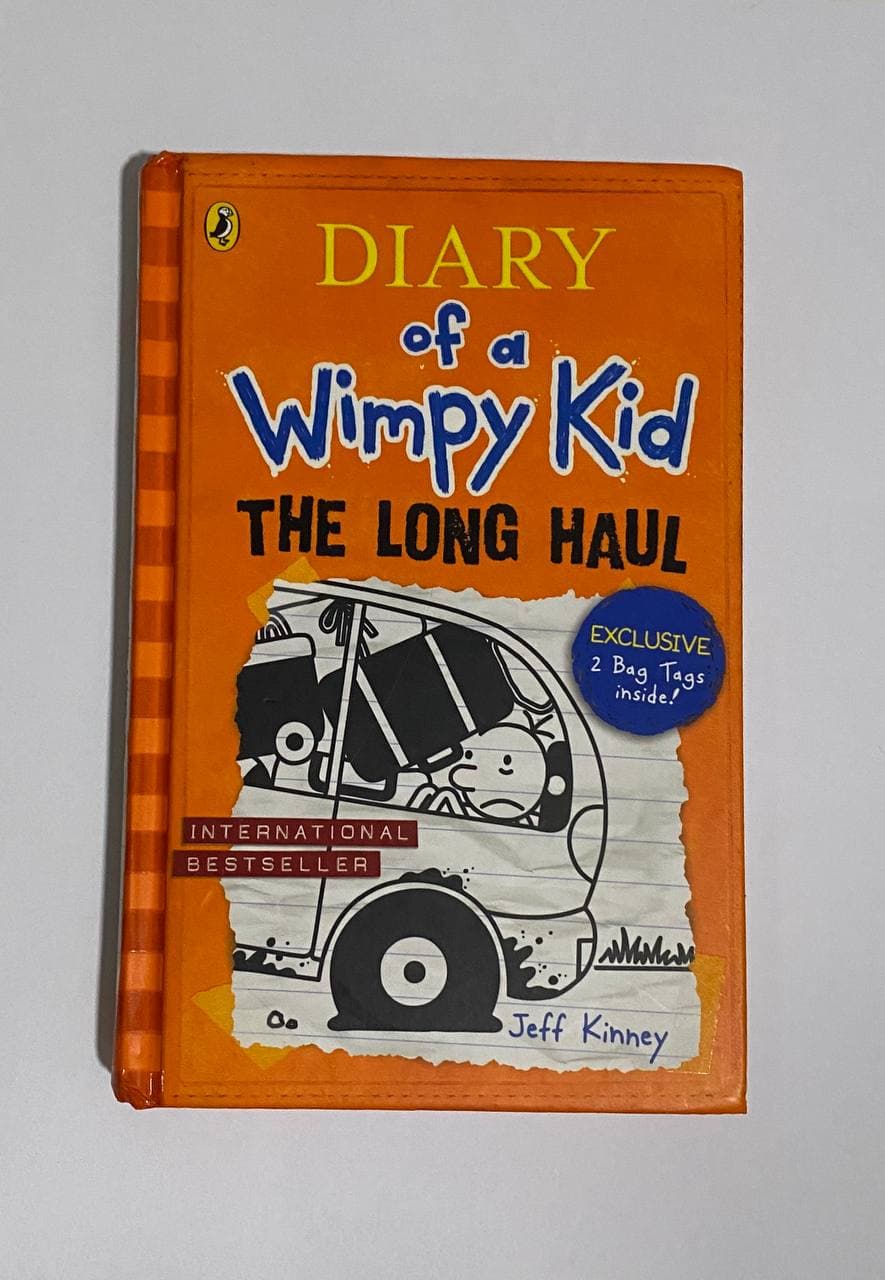 DIARY
of a
Wimpy Kid
THE LONG HAUL
EXCLUSIVE
2 Bag Tags
inside!
INTERNATIONAL
BESTSELLER
Jeff Kinney